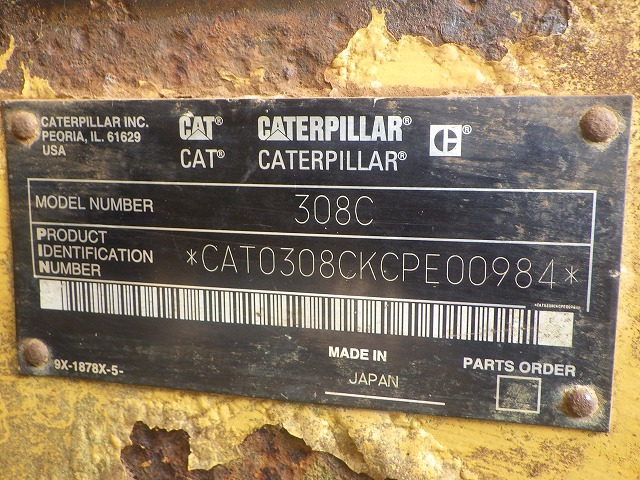 CATERPILLAR INC.
PEORIA, IL. 61629
USA
CAT® CATERPILLAR® C®
CAT® CATERPILLAR®
MODEL NUMBER 308C
PRODUCT
IDENTIFICATION
NUMBER
*CAT0308CKCPE00984*
*CAT0308CKCPE00984*
9X-1878X-5-
MADE IN
JAPAN
PARTS ORDER